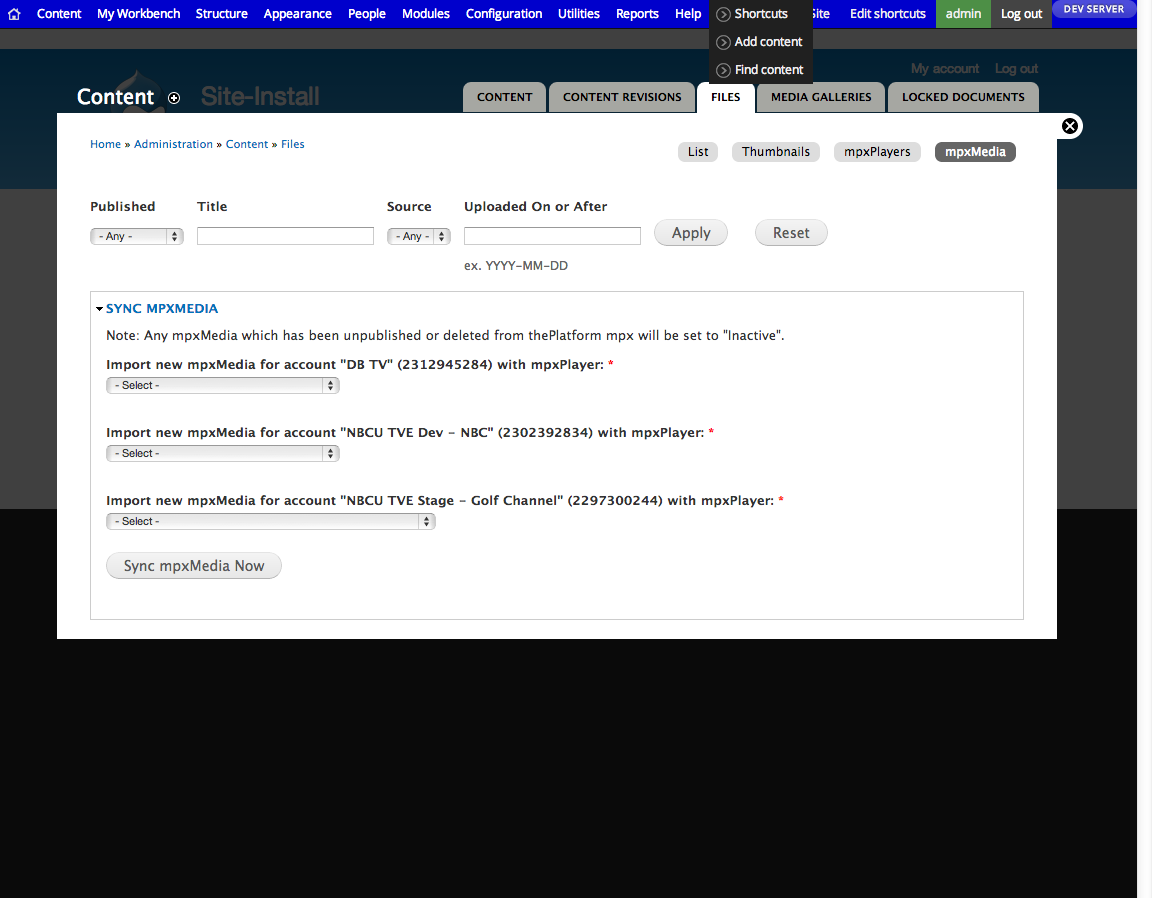 Content My Workbench Structure Appearance People Modules Configuration Utilities Reports Help Shortcuts Site Edit shortcuts admin Log out DEV SERVER
Add content
Find content
My account Log out
Content Site-Install
CONTENT CONTENT REVISIONS FILES MEDIA GALLERIES LOCKED DOCUMENTS
Home » Administration » Content » Files
List Thumbnails mpxPlayers mpxMedia
Published Title Source Uploaded On or After
- Any - - Any - Apply Reset
ex. YYYY-MM-DD
SYNC MPXMEDIA
Note: Any mpxMedia which has been unpublished or deleted from thePlatform mpx will be set to "Inactive".
Import new mpxMedia for account "DB TV" (2312945284) with mpxPlayer: *
- Select -
Import new mpxMedia for account "NBCU TVE Dev - NBC" (2302392834) with mpxPlayer: *
- Select -
Import new mpxMedia for account "NBCU TVE Stage - Golf Channel" (2297300244) with mpxPlayer: *
- Select -
Sync mpxMedia Now